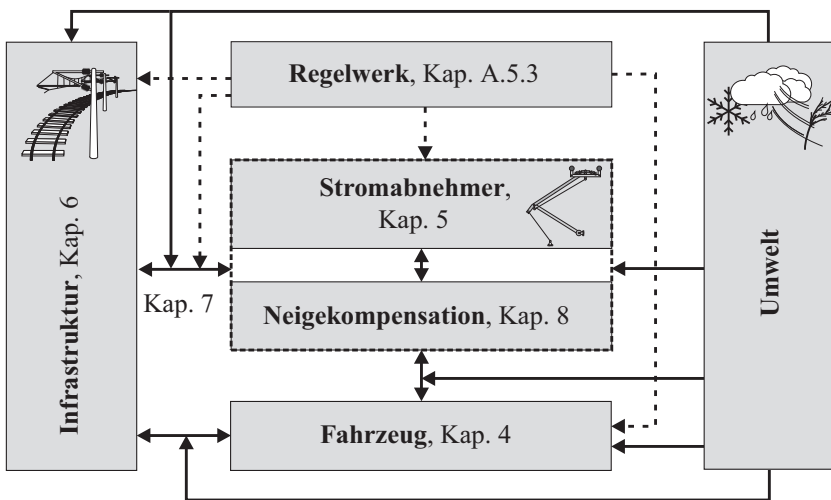 Regelwerk, Kap. A.5.3
Stromabnehmer,
Kap. 5
Infrastruktur, Kap. 6
Umwelt
Kap. 7
Neigekompensation, Kap. 8
Fahrzeug, Kap. 4